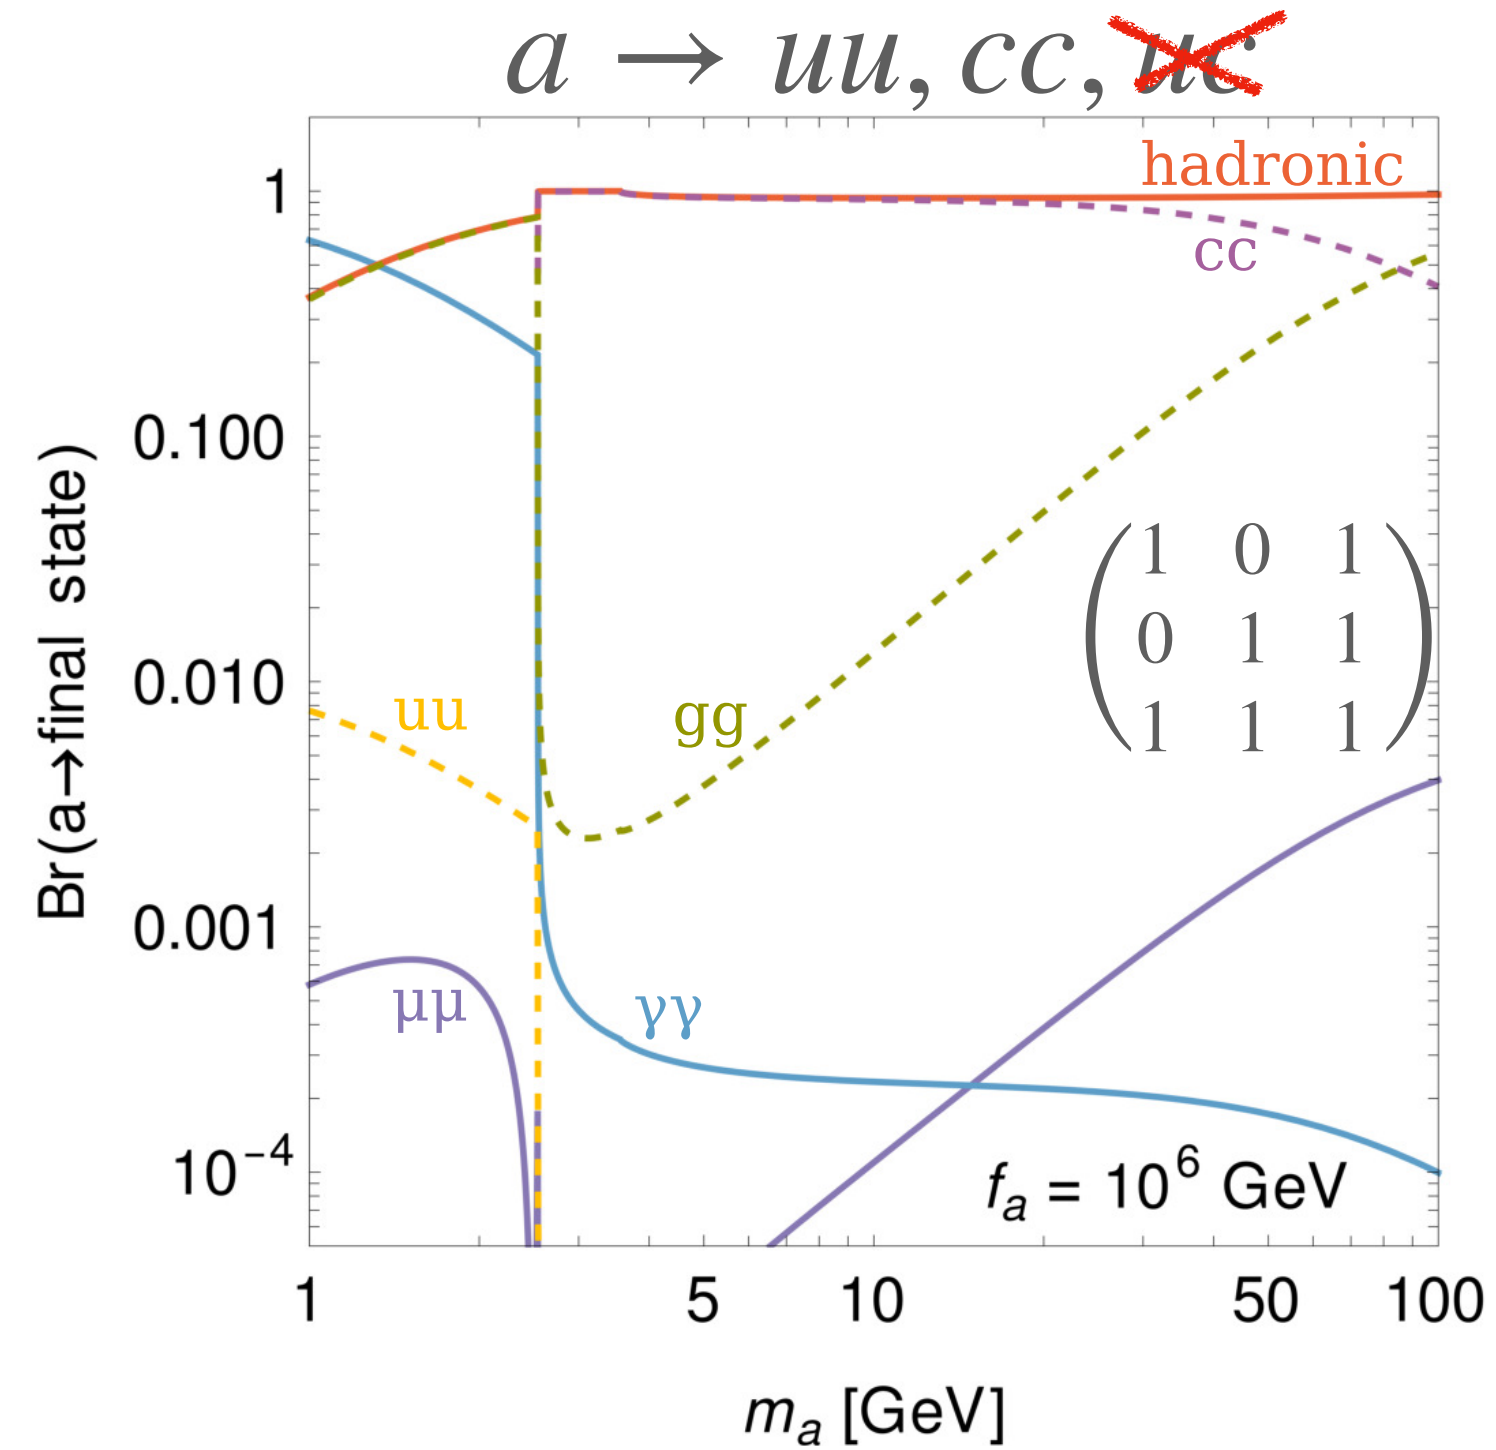 a → uu, cc, uc
hadronic
cc
uu
gg
μμ
γγ
1 0 1
0 1 1
1 1 1
f_a = 10^6 GeV
Br(a→final state)
1
0.100
0.010
0.001
10^-4
1 5 10 50 100
m_a [GeV]